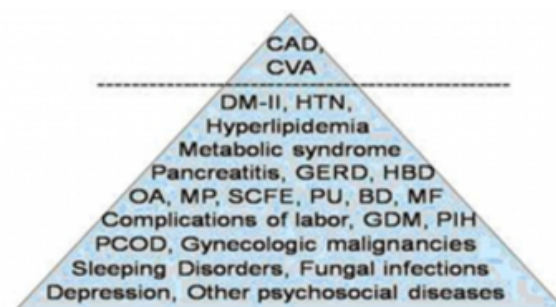 CAD,
CVA
DM-II, HTN,
Hyperlipidemia
Metabolic syndrome
Pancreatitis, GERD, HBD
OA, MP, SCFE, PU, BD, MF
Complications of labor, GDM, PIH
PCOD, Gynecologic malignancies
Sleeping Disorders, Fungal infections
Depression, Other psychosocial diseases